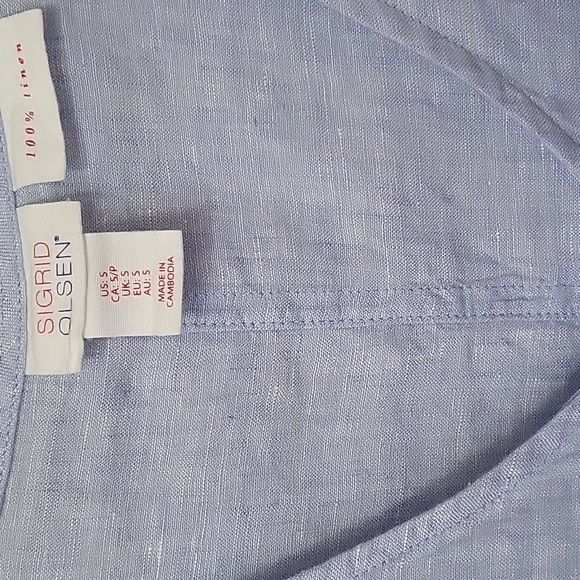 100% linen
SIGRID
OLSEN®
US: S
CA: S/P
UK: S
EU: S
AU: S
MADE IN
CAMBODIA